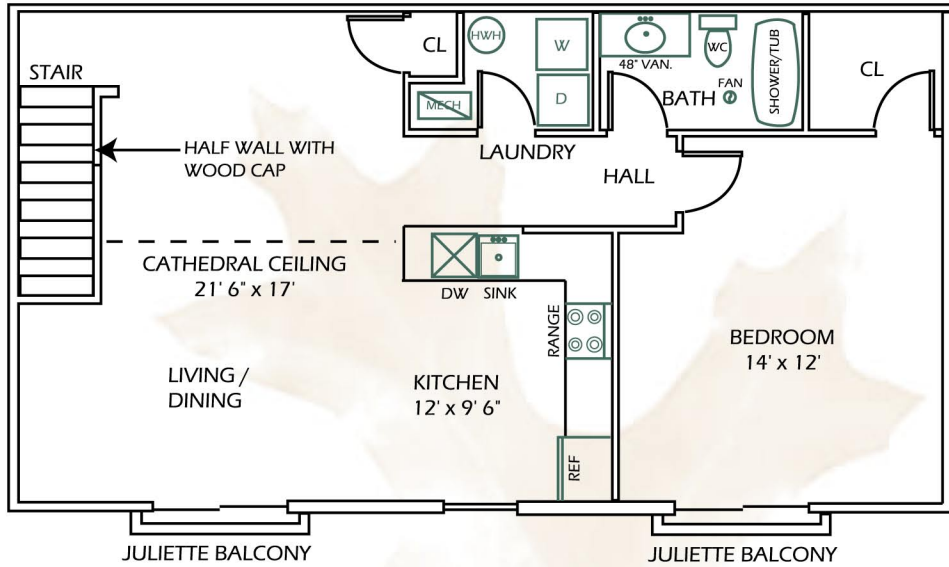 STAIR
HALF WALL WITH
WOOD CAP
CL
MECH
HWH
W
D
LAUNDRY
48" VAN.
WC
FAN
BATH
SHOWER/TUB
CL
HALL
CATHEDRAL CEILING
21' 6" x 17'
DW
SINK
RANGE
LIVING /
DINING
KITCHEN
12' x 9' 6"
REF
BEDROOM
14' x 12'
JULIETTE BALCONY
JULIETTE BALCONY